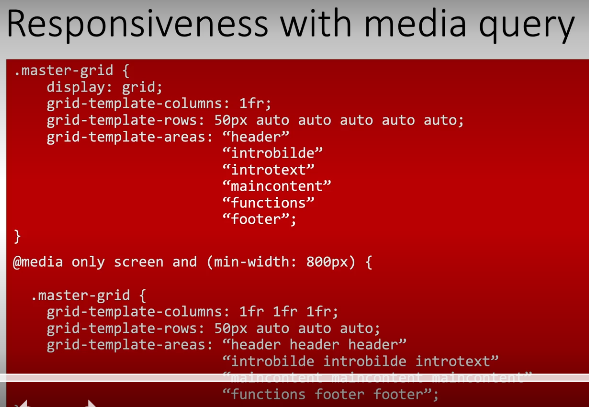 Responsiveness with media query
.master-grid {
display: grid;
grid-template-columns: 1fr;
grid-template-rows: 50px auto auto auto auto auto;
grid-template-areas: “header”
“introbilde”
“introtext”
“maincontent”
“functions”
“footer”;
}
@media only screen and (min-width: 800px) {
.master-grid {
grid-template-columns: 1fr 1fr 1fr;
grid-template-rows: 50px auto auto auto;
grid-template-areas: “header header header”
“introbilde introbilde introtext”
“maincontent maincontent maincontent”
“functions footer footer”;